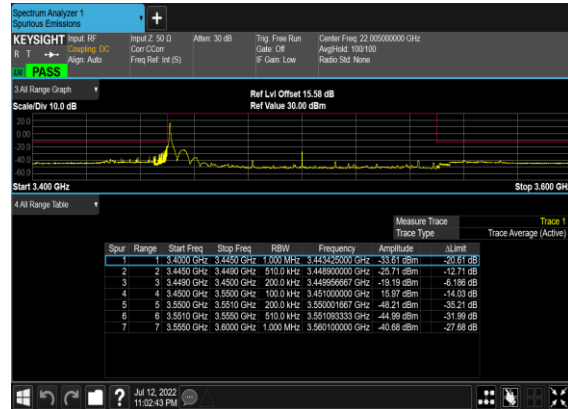 Spectrum Analyzer 1
Spurious Emissions
+
KEYSIGHT Input: RF Input Z: 50 Ω Atten: 30 dB Trig: Free Run Center Freq: 22.005000000 GHz
R T Coupling: DC Corr CCorr Gate: Off Avg|Hold: 100/100
Align: Auto Freq Ref: Int (S) IF Gain: Low Radio Std: None
PASS
3 All Range Graph
Ref Lvl Offset 15.58 dB
Scale/Div 10.0 dB Ref Value 30.00 dBm
20.0
0.00
-20.0
-40.0
-60.0
Start 3.400 GHz Stop 3.600 GHz
4 All Range Table
Measure Trace Trace 1
Trace Type Trace Average (Active)
Spur Range Start Freq Stop Freq RBW Frequency Amplitude ΔLimit
1 1 3.4000 GHz 3.4450 GHz 1.000 MHz 3.443425000 GHz -33.61 dBm -20.61 dB
2 2 3.4450 GHz 3.4490 GHz 510.0 kHz 3.448900000 GHz -25.71 dBm -12.71 dB
3 3 3.4490 GHz 3.4500 GHz 200.0 kHz 3.449956667 GHz -19.19 dBm -6.186 dB
4 4 3.4500 GHz 3.5500 GHz 100.0 kHz 3.451000000 GHz 15.97 dBm -14.03 dB
5 5 3.5500 GHz 3.5510 GHz 200.0 kHz 3.550001667 GHz -48.21 dBm -35.21 dB
6 6 3.5510 GHz 3.5550 GHz 510.0 kHz 3.551093333 GHz -44.99 dBm -31.99 dB
7 7 3.5550 GHz 3.6000 GHz 1.000 MHz 3.560100000 GHz -40.68 dBm -27.68 dB
? Jul 12, 2022
11:02:43 PM